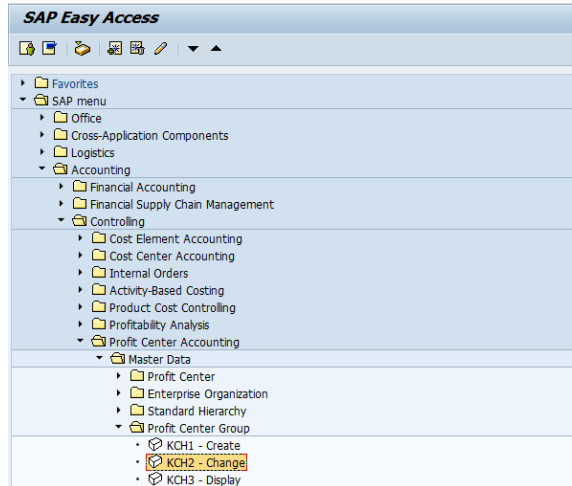 SAP Easy Access
Favorites
SAP menu
Office
Cross-Application Components
Logistics
Accounting
Financial Accounting
Financial Supply Chain Management
Controlling
Cost Element Accounting
Cost Center Accounting
Internal Orders
Activity-Based Costing
Product Cost Controlling
Profitability Analysis
Profit Center Accounting
Master Data
Profit Center
Enterprise Organization
Standard Hierarchy
Profit Center Group
KCH1 - Create
KCH2 - Change
KCH3 - Display